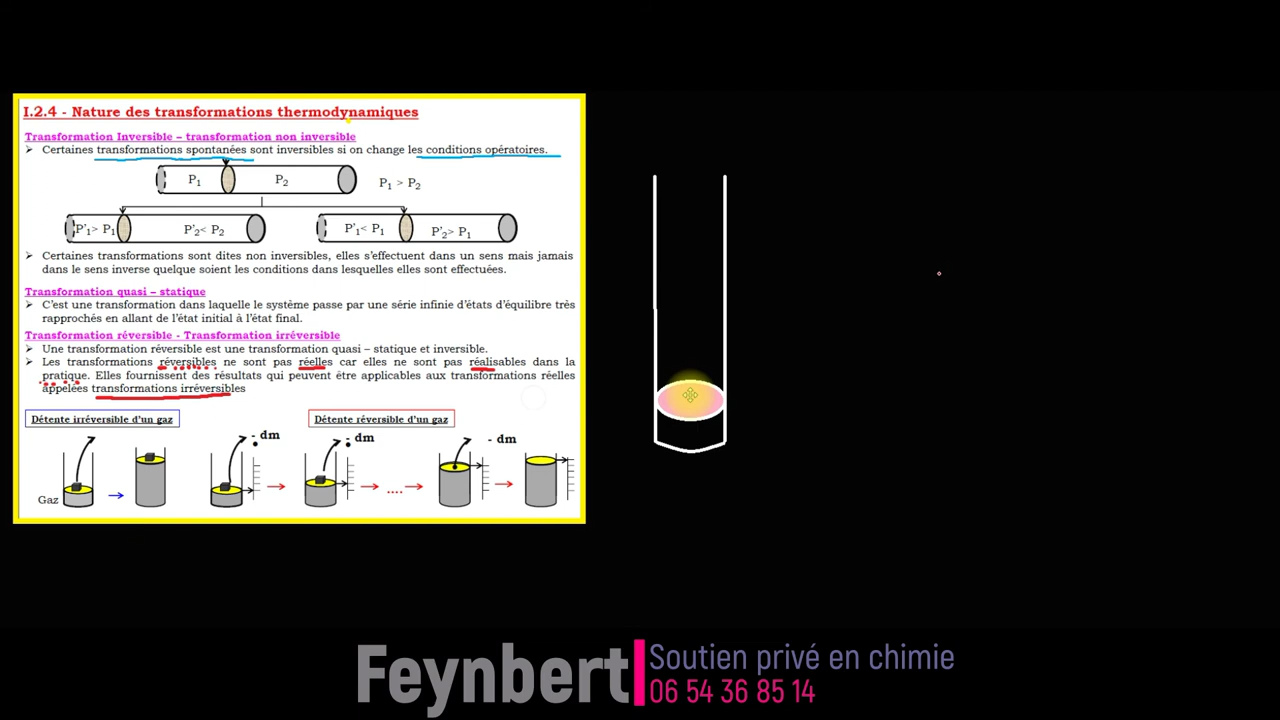 I.2.4 - Nature des transformations thermodynamiques
Transformation Inversible – transformation non inversible
➢ Certaines transformations spontanées sont inversibles si on change les conditions opératoires.
P1 P2 P1 > P2
P'1> P1 P'2< P2 P'1< P1 P'2> P1
➢ Certaines transformations sont dites non inversibles, elles s'effectuent dans un sens mais jamais
dans le sens inverse quelque soient les conditions dans lesquelles elles sont effectuées.
Transformation quasi – statique
➢ C'est une transformation dans laquelle le système passe par une série infinie d'états d'équilibre très
rapprochés en allant de l'état initial à l'état final.
Transformation réversible - Transformation irréversible
➢ Une transformation réversible est une transformation quasi – statique et inversible.
➢ Les transformations réversibles ne sont pas réelles car elles ne sont pas réalisables dans la
pratique. Elles fournissent des résultats qui peuvent être applicables aux transformations réelles
appelées transformations irréversibles
Détente irréversible d'un gaz Détente réversible d'un gaz
- dm - dm - dm
Gaz ....
Feynbert
Soutien privé en chimie
06 54 36 85 14